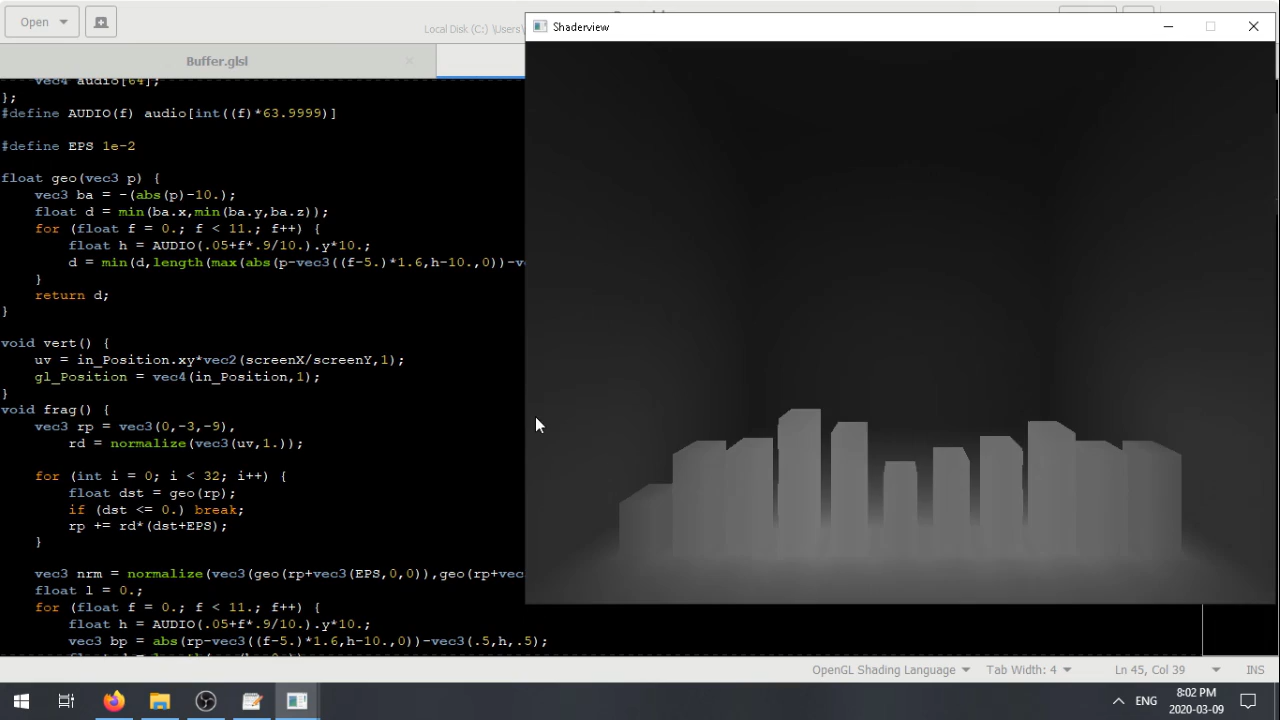 Open
Local Disk (C:) \Users\
Shaderview
Buffer.glsl
vec4 audio[64];
};
#define AUDIO(f) audio[int((f)*63.9999)]
#define EPS 1e-2
float geo(vec3 p) {
vec3 ba = -(abs(p)-10.);
float d = min(ba.x,min(ba.y,ba.z));
for (float f = 0.; f < 11.; f++) {
float h = AUDIO(.05+f*.9/10.).y*10.;
d = min(d,length(max(abs(p-vec3((f-5.)*1.6,h-10.,0))-ve
}
return d;
}
void vert() {
uv = in_Position.xy*vec2(screenX/screenY,1);
gl_Position = vec4(in_Position,1);
}
void frag() {
vec3 rp = vec3(0,-3,-9),
rd = normalize(vec3(uv,1.));
for (int i = 0; i < 32; i++) {
float dst = geo(rp);
if (dst <= 0.) break;
rp += rd*(dst+EPS);
}
vec3 nrm = normalize(vec3(geo(rp+vec3(EPS,0,0)),geo(rp+vec
float l = 0.;
for (float f = 0.; f < 11.; f++) {
float h = AUDIO(.05+f*.9/10.).y*10.;
vec3 bp = abs(rp-vec3((f-5.)*1.6,h-10.,0))-vec3(.5,h,.5);
OpenGL Shading Language
Tab Width: 4
Ln 45, Col 39
INS
ENG
8:02 PM
2020-03-09